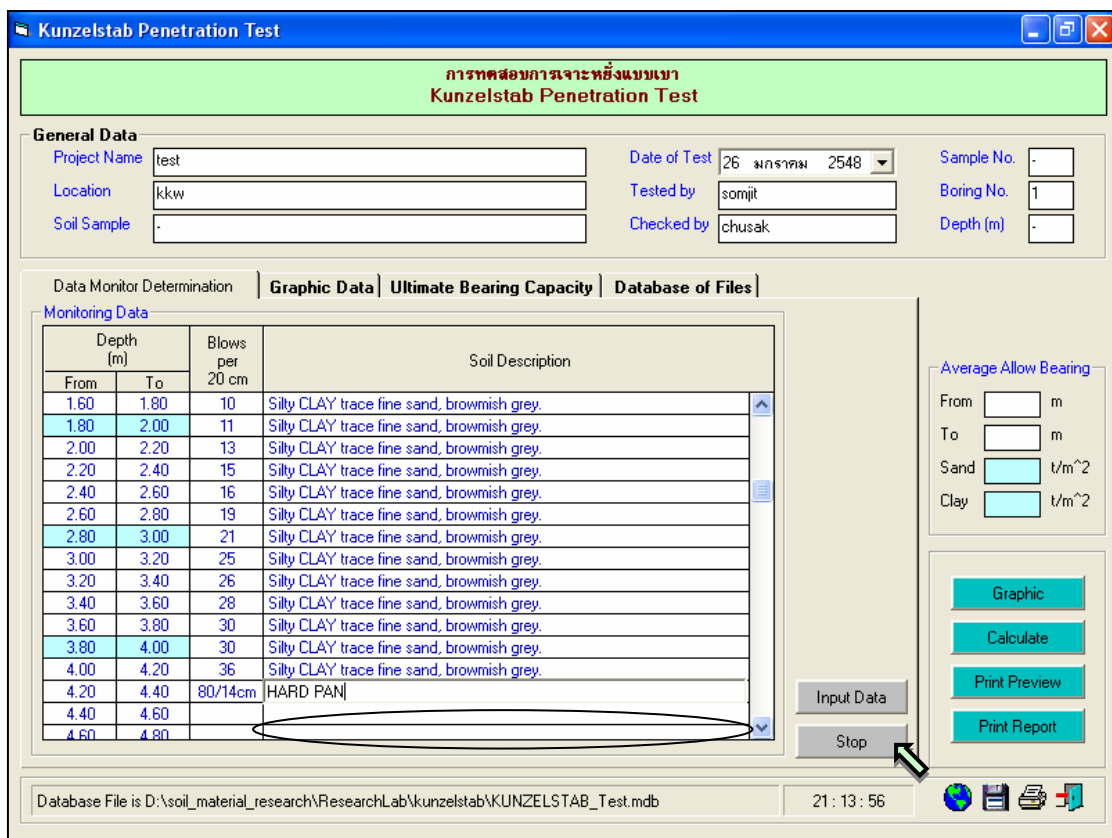 Kunzelstab Penetration Test
การทดสอบการเจาะหยั่งแบบเบา
Kunzelstab Penetration Test
General Data
Project Name test
Location kkw
Soil Sample -
Date of Test 26 มกราคม 2548
Tested by somjit
Checked by chusak
Sample No. -
Boring No. 1
Depth (m) -
Data Monitor Determination Graphic Data Ultimate Bearing Capacity Database of Files
Monitoring Data
Depth (m) Blows per 20 cm Soil Description
From To
1.60 1.80 10 Silty CLAY trace fine sand, browmish grey.
1.80 2.00 11 Silty CLAY trace fine sand, browmish grey.
2.00 2.20 13 Silty CLAY trace fine sand, browmish grey.
2.20 2.40 15 Silty CLAY trace fine sand, browmish grey.
2.40 2.60 16 Silty CLAY trace fine sand, browmish grey.
2.60 2.80 19 Silty CLAY trace fine sand, browmish grey.
2.80 3.00 21 Silty CLAY trace fine sand, browmish grey.
3.00 3.20 25 Silty CLAY trace fine sand, browmish grey.
3.20 3.40 26 Silty CLAY trace fine sand, browmish grey.
3.40 3.60 28 Silty CLAY trace fine sand, browmish grey.
3.60 3.80 30 Silty CLAY trace fine sand, browmish grey.
3.80 4.00 30 Silty CLAY trace fine sand, browmish grey.
4.00 4.20 36 Silty CLAY trace fine sand, browmish grey.
4.20 4.40 80/14cm HARD PAN
4.40 4.60
4.60 4.80
Input Data
Stop
Average Allow Bearing
From m
To m
Sand t/m^2
Clay t/m^2
Graphic
Calculate
Print Preview
Print Report
Database File is D:\soil_material_research\ResearchLab\kunzelstab\KUNZELSTAB_Test.mdb
21 : 13 : 56